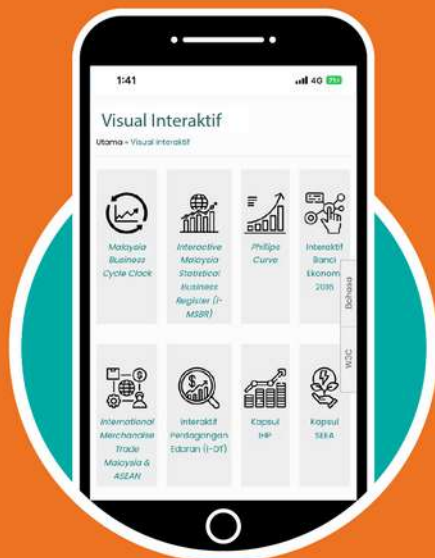 1:41
4G
Visual Interaktif
Utama » Visual Interaktif
Malaysia
Business
Cycle Clock
Interactive
Malaysia
Statistical
Business
Register (i-
MSBR)
Phillips
Curve
Interaktif
Banci
Ekonomi
2016
Bahasa
W3C
International
Merchandise
Trade
Malaysia &
ASEAN
Interaktif
Perdagangan
Edaran (i-DT)
Kapsul
IHP
Kapsul
SEEA